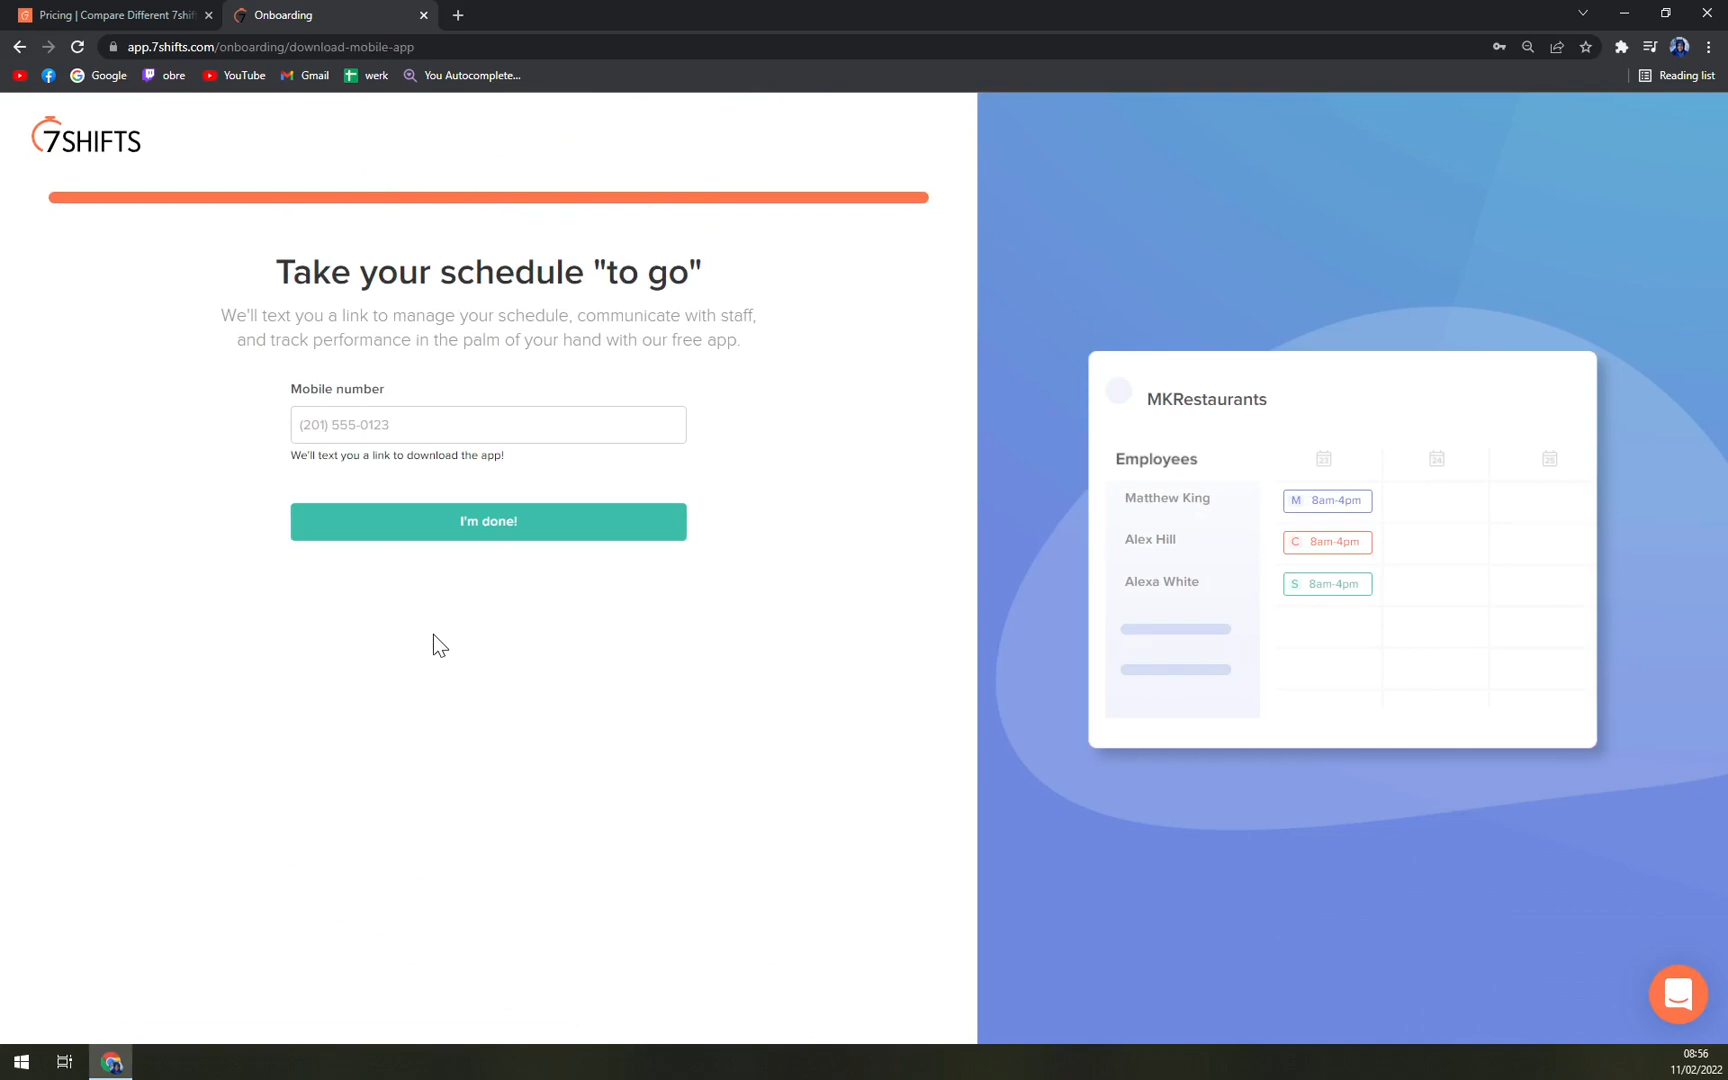 Pricing | Compare Different 7shif
Onboarding
app.7shifts.com/onboarding/download-mobile-app
Google
obre
YouTube
Gmail
werk
You Autocomplete...
Reading list
7SHIFTS
Take your schedule "to go"
We'll text you a link to manage your schedule, communicate with staff,
and track performance in the palm of your hand with our free app.
Mobile number
(201) 555-0123
We'll text you a link to download the app!
I'm done!
MKRestaurants
Employees
23
24
25
Matthew King
M 8am-4pm
Alex Hill
C 8am-4pm
Alexa White
S 8am-4pm
08:56
11/02/2022